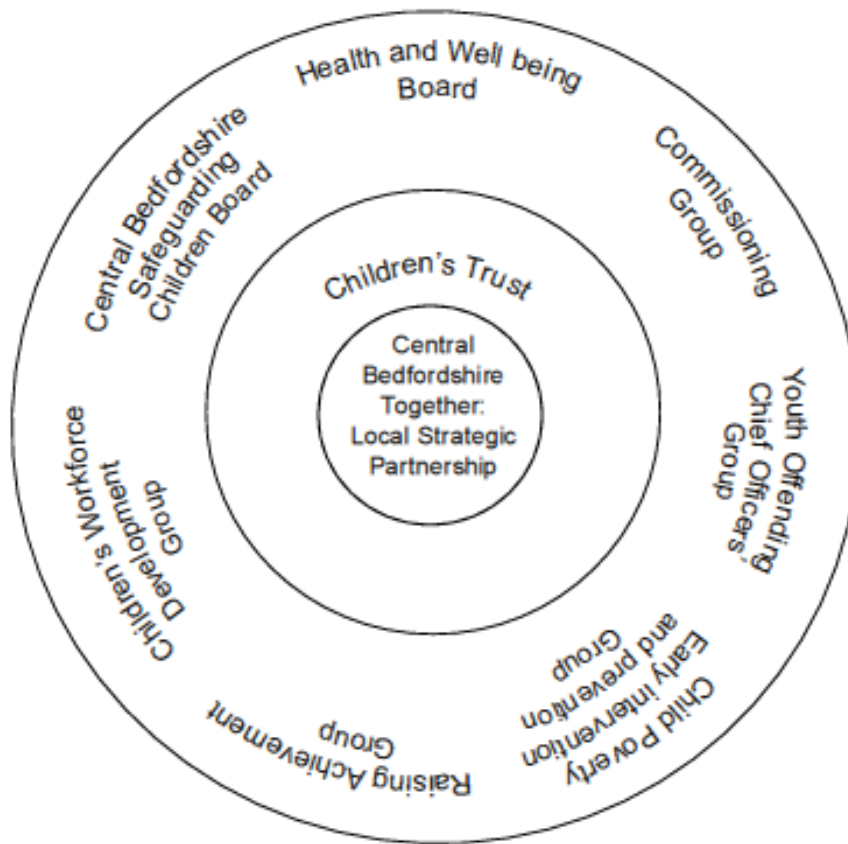 Health and Well being
Board
Commissioning
Group
Youth Offending
Chief Officers'
Group
Child Poverty
Early intervention
and prevention
Group
Raising Achievement
Group
Children's Workforce
Development
Group
Central Bedfordshire
Safeguarding
Children Board
Children's Trust
Central
Bedfordshire
Together:
Local Strategic
Partnership